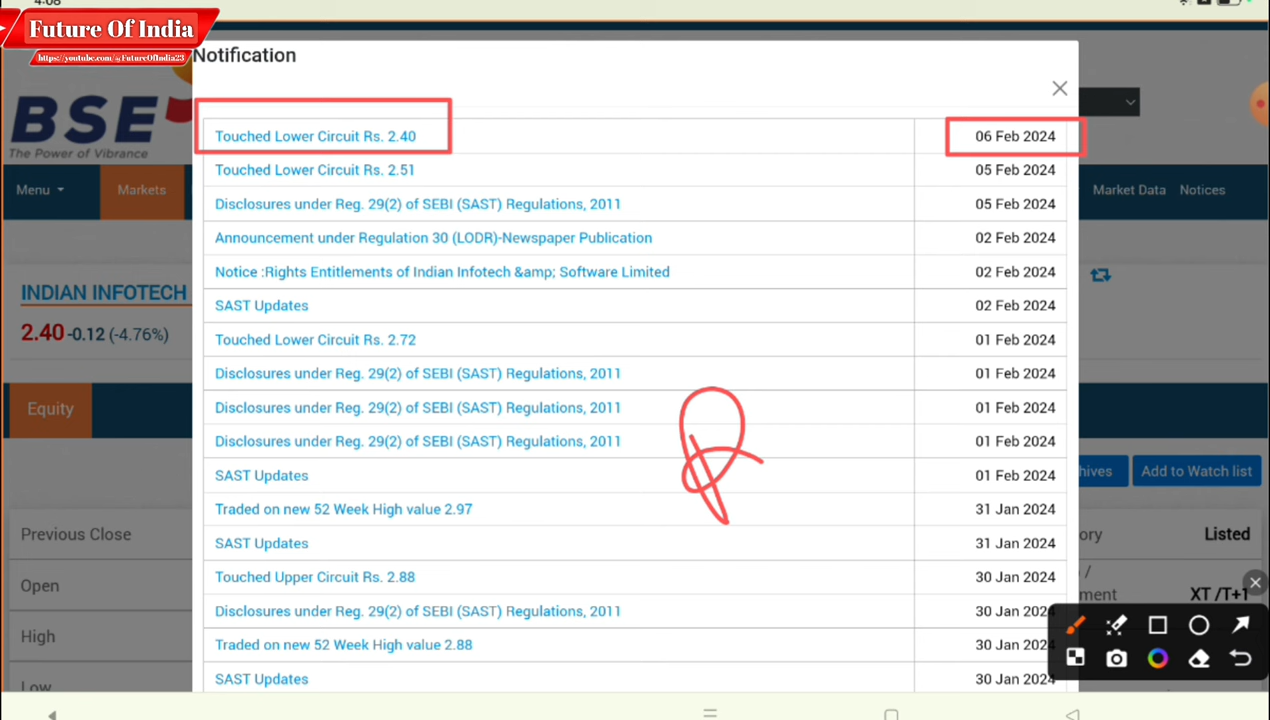 4:08
Future Of India
https://youtube.com/@FutureOfIndia23
Notification
BSE
The Power of Vibrance
Menu
Markets
Market Data
Notices
Touched Lower Circuit Rs. 2.40 06 Feb 2024
Touched Lower Circuit Rs. 2.51 05 Feb 2024
Disclosures under Reg. 29(2) of SEBI (SAST) Regulations, 2011 05 Feb 2024
Announcement under Regulation 30 (LODR)-Newspaper Publication 02 Feb 2024
Notice :Rights Entitlements of Indian Infotech &amp; Software Limited 02 Feb 2024
SAST Updates 02 Feb 2024
Touched Lower Circuit Rs. 2.72 01 Feb 2024
Disclosures under Reg. 29(2) of SEBI (SAST) Regulations, 2011 01 Feb 2024
Disclosures under Reg. 29(2) of SEBI (SAST) Regulations, 2011 01 Feb 2024
Disclosures under Reg. 29(2) of SEBI (SAST) Regulations, 2011 01 Feb 2024
SAST Updates 01 Feb 2024
Traded on new 52 Week High value 2.97 31 Jan 2024
SAST Updates 31 Jan 2024
Touched Upper Circuit Rs. 2.88 30 Jan 2024
Disclosures under Reg. 29(2) of SEBI (SAST) Regulations, 2011 30 Jan 2024
Traded on new 52 Week High value 2.88 30 Jan 2024
SAST Updates 30 Jan 2024
INDIAN INFOTECH
2.40 -0.12 (-4.76%)
Equity
hives
Add to Watch list
Previous Close
Open
High
Low
ory Listed
/
ment XT /T+1